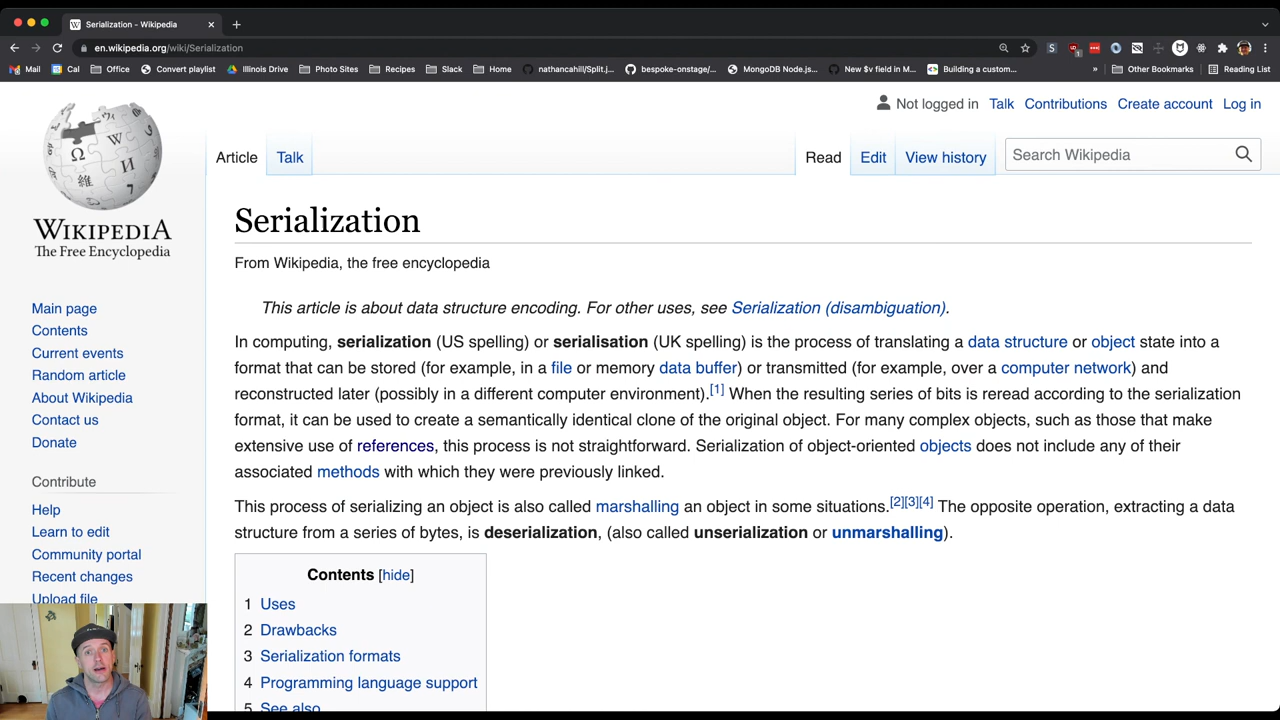 Serialization - Wikipedia
en.wikipedia.org/wiki/Serialization
Mail Cal Office Convert playlist Illinois Drive Photo Sites Recipes Slack Home nathancahill/Split.j... bespoke-onstage/... MongoDB Node.js... New $v field in M... Building a custom... » Other Bookmarks Reading List
Not logged in Talk Contributions Create account Log in
Article Talk Read Edit View history Search Wikipedia
WIKIPEDIA
The Free Encyclopedia
Main page
Contents
Current events
Random article
About Wikipedia
Contact us
Donate
Contribute
Help
Learn to edit
Community portal
Recent changes
Upload file
Serialization
From Wikipedia, the free encyclopedia
This article is about data structure encoding. For other uses, see Serialization (disambiguation).
In computing, serialization (US spelling) or serialisation (UK spelling) is the process of translating a data structure or object state into a
format that can be stored (for example, in a file or memory data buffer) or transmitted (for example, over a computer network) and
reconstructed later (possibly in a different computer environment).[1] When the resulting series of bits is reread according to the serialization
format, it can be used to create a semantically identical clone of the original object. For many complex objects, such as those that make
extensive use of references, this process is not straightforward. Serialization of object-oriented objects does not include any of their
associated methods with which they were previously linked.
This process of serializing an object is also called marshalling an object in some situations.[2][3][4] The opposite operation, extracting a data
structure from a series of bytes, is deserialization, (also called unserialization or unmarshalling).
Contents [hide]
1 Uses
2 Drawbacks
3 Serialization formats
4 Programming language support
5 See also